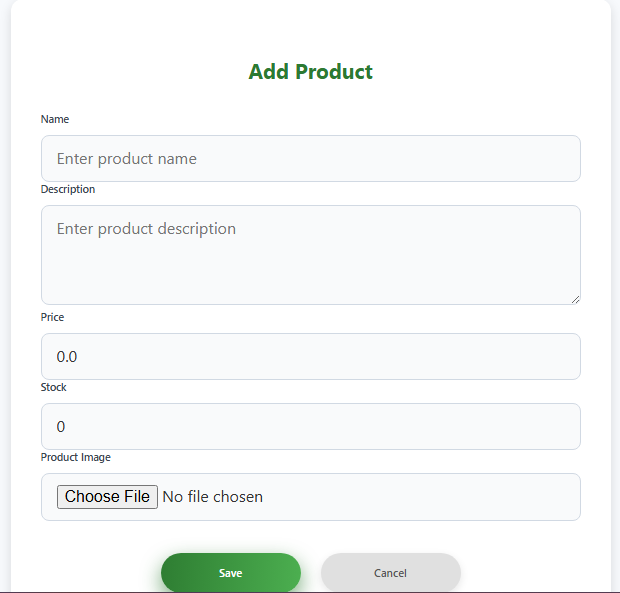 Add Product
Name
Enter product name
Description
Enter product description
Price
0.0
Stock
0
Product Image
Choose File No file chosen
Save Cancel